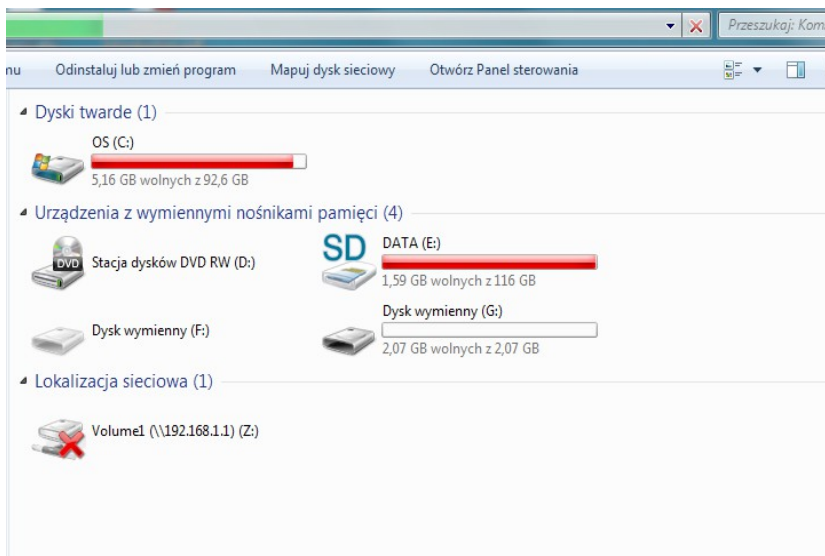 Przeszukaj: Kom
nu Odinstaluj lub zmień program Mapuj dysk sieciowy Otwórz Panel sterowania
Dyski twarde (1)
OS (C:)
5,16 GB wolnych z 92,6 GB
Urządzenia z wymiennymi nośnikami pamięci (4)
DVD
Stacja dysków DVD RW (D:)
SD
DATA (E:)
1,59 GB wolnych z 116 GB
Dysk wymienny (F:)
Dysk wymienny (G:)
2,07 GB wolnych z 2,07 GB
Lokalizacja sieciowa (1)
Volume1 (\\192.168.1.1) (Z:)